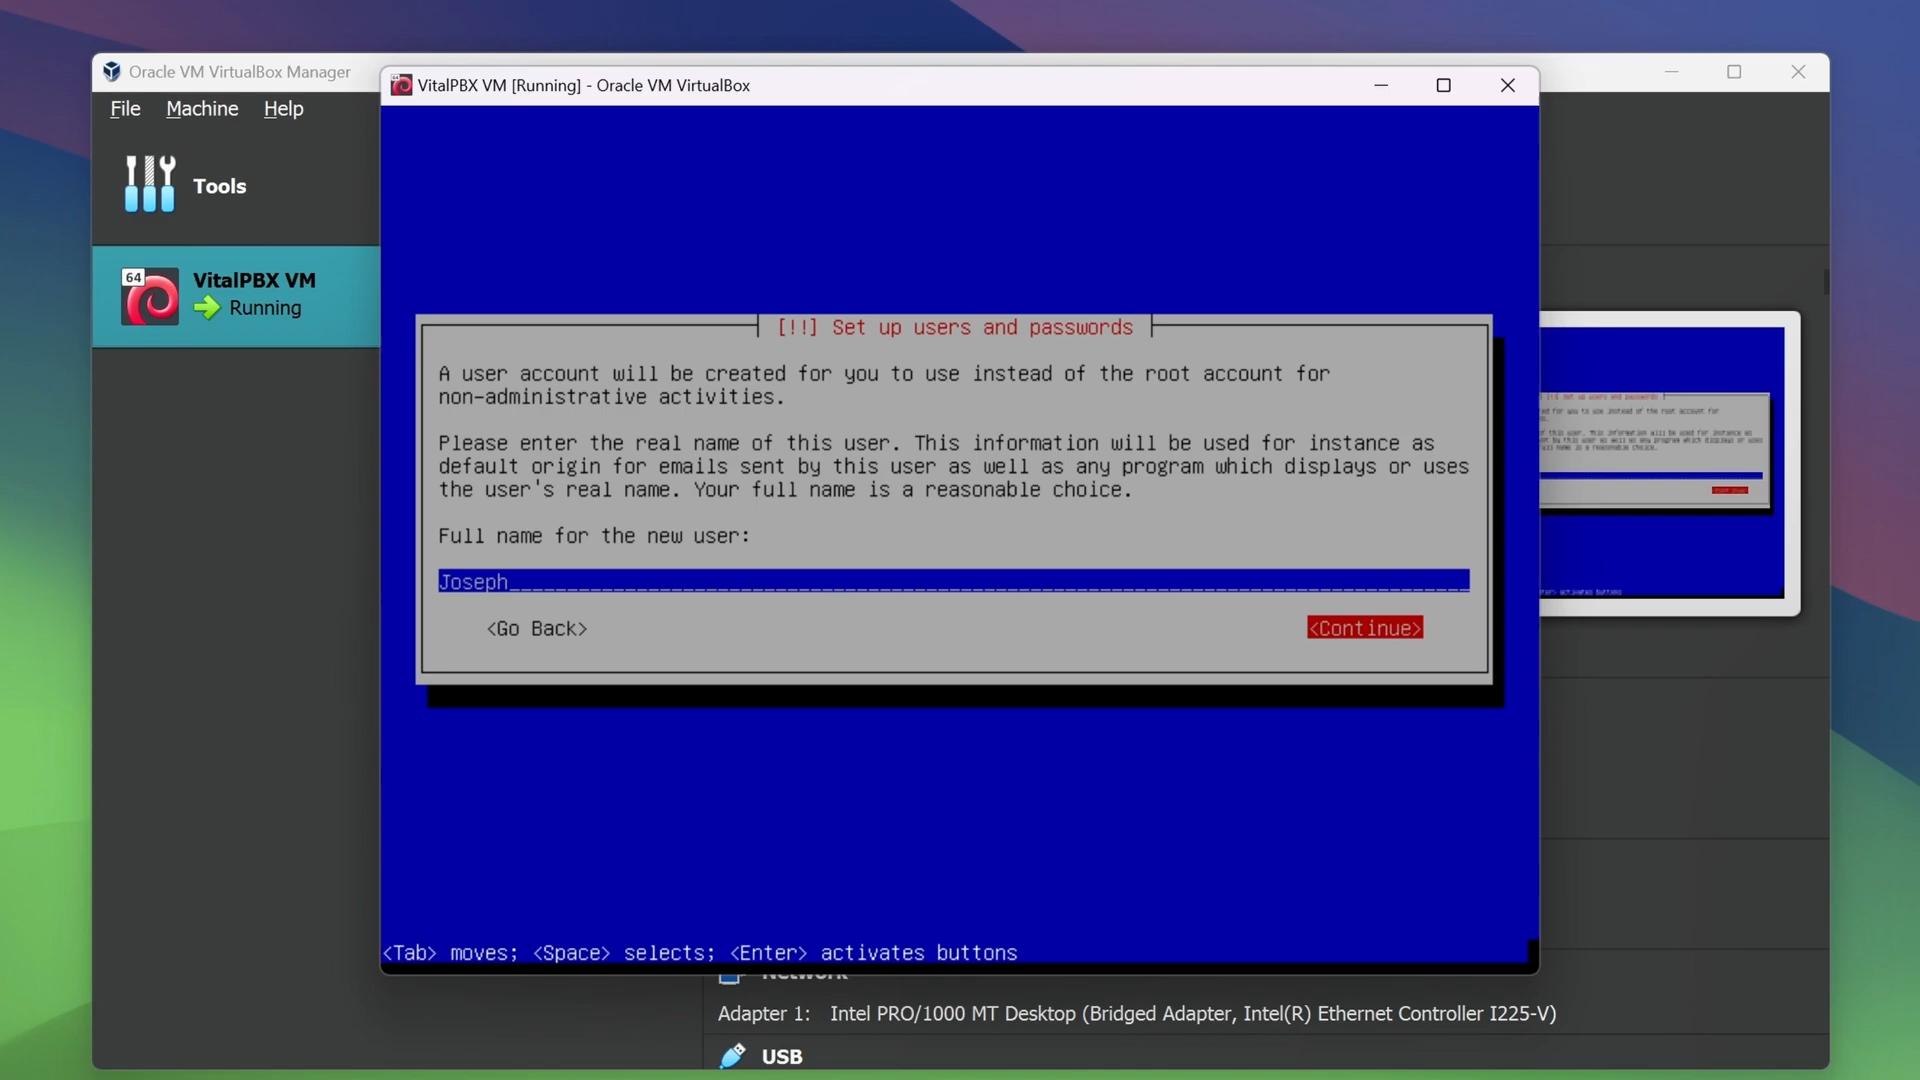 Oracle VM VirtualBox Manager
File Machine Help
Tools
64
VitalPBX VM
Running
VitalPBX VM [Running] - Oracle VM VirtualBox
[!!] Set up users and passwords
A user account will be created for you to use instead of the root account for
non-administrative activities.
Please enter the real name of this user. This information will be used for instance as
default origin for emails sent by this user as well as any program which displays or uses
the user's real name. Your full name is a reasonable choice.
Full name for the new user:
Joseph
<Go Back> <Continue>
<Tab> moves; <Space> selects; <Enter> activates buttons
Network
Adapter 1: Intel PRO/1000 MT Desktop (Bridged Adapter, Intel(R) Ethernet Controller I225-V)
USB